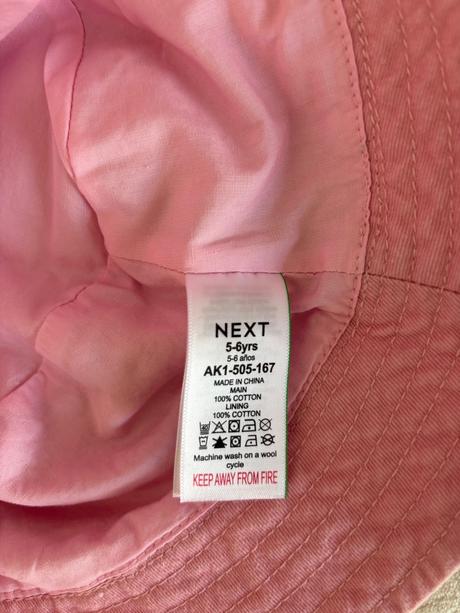 NEXT
5-6yrs
5-6 años
AK1-505-167
MADE IN CHINA
MAIN
100% COTTON
LINING
100% COTTON
Machine wash on a wool
cycle
KEEP AWAY FROM FIRE